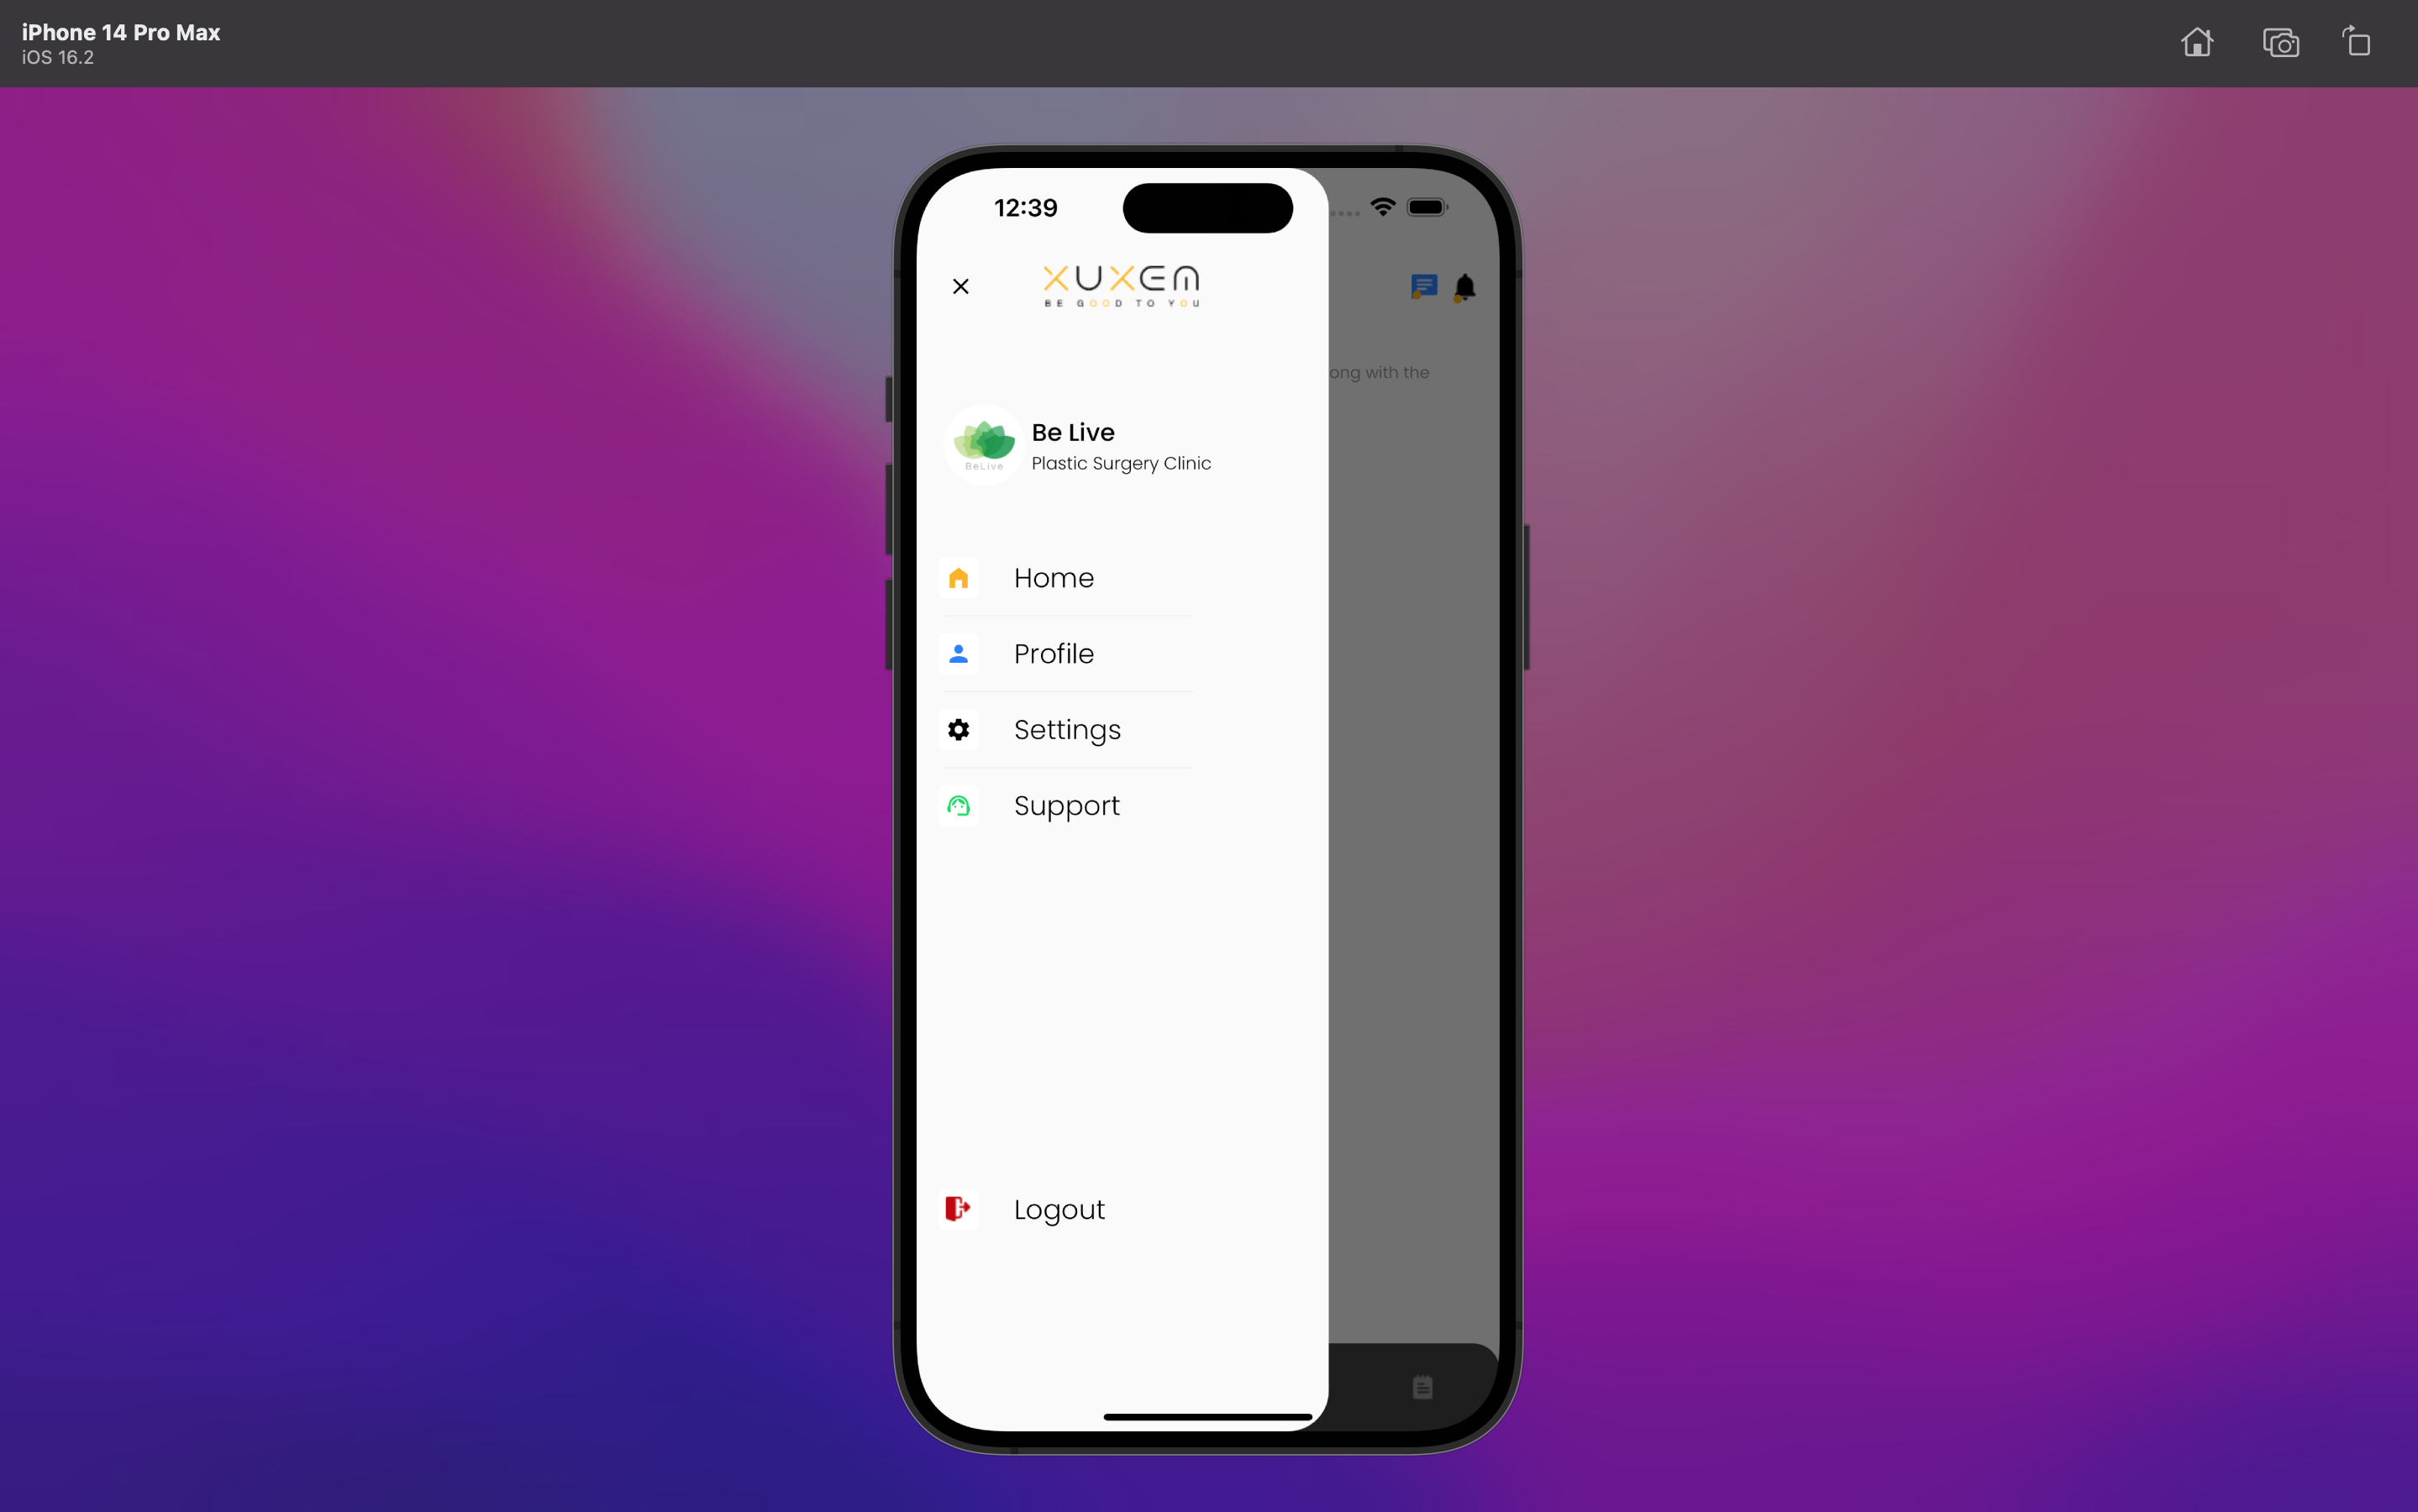 iPhone 14 Pro Max
iOS 16.2
12:39
XUXEM
BE GOOD TO YOU
ong with the
BeLive
Be Live
Plastic Surgery Clinic
Home
Profile
Settings
Support
Logout